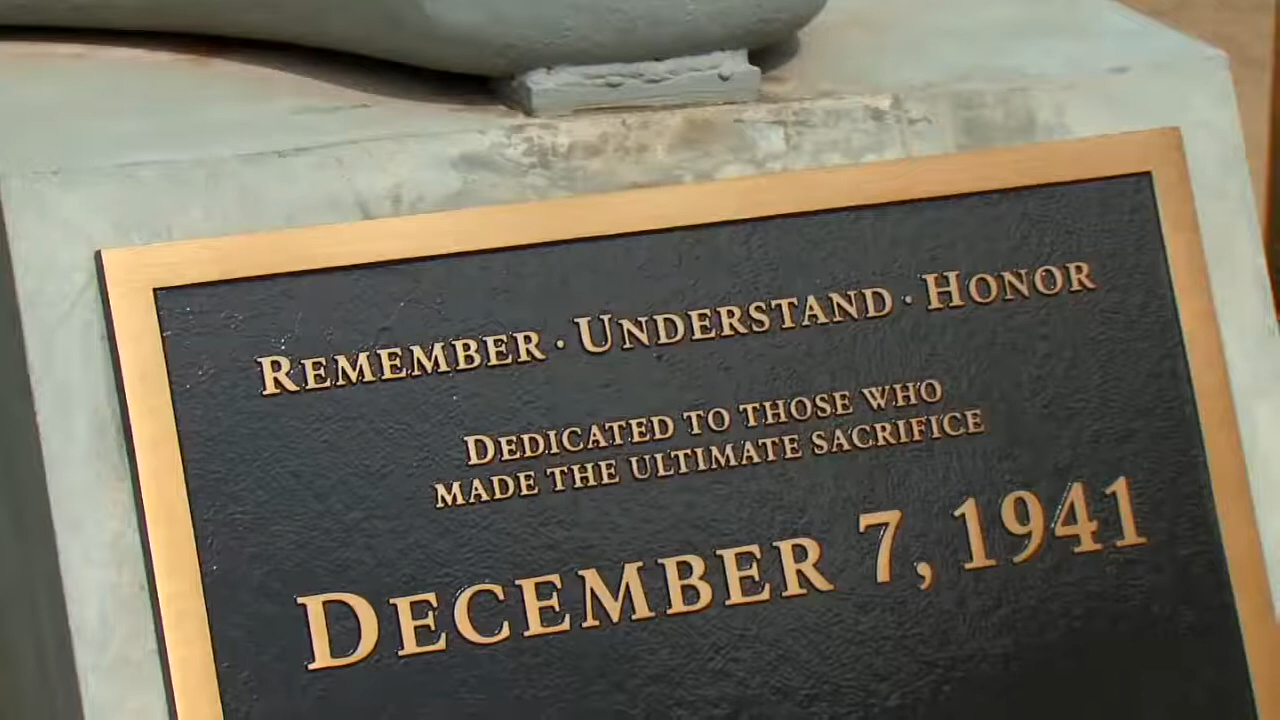 REMEMBER · UNDERSTAND · HONOR
DEDICATED TO THOSE WHO
MADE THE ULTIMATE SACRIFICE
DECEMBER 7, 1941